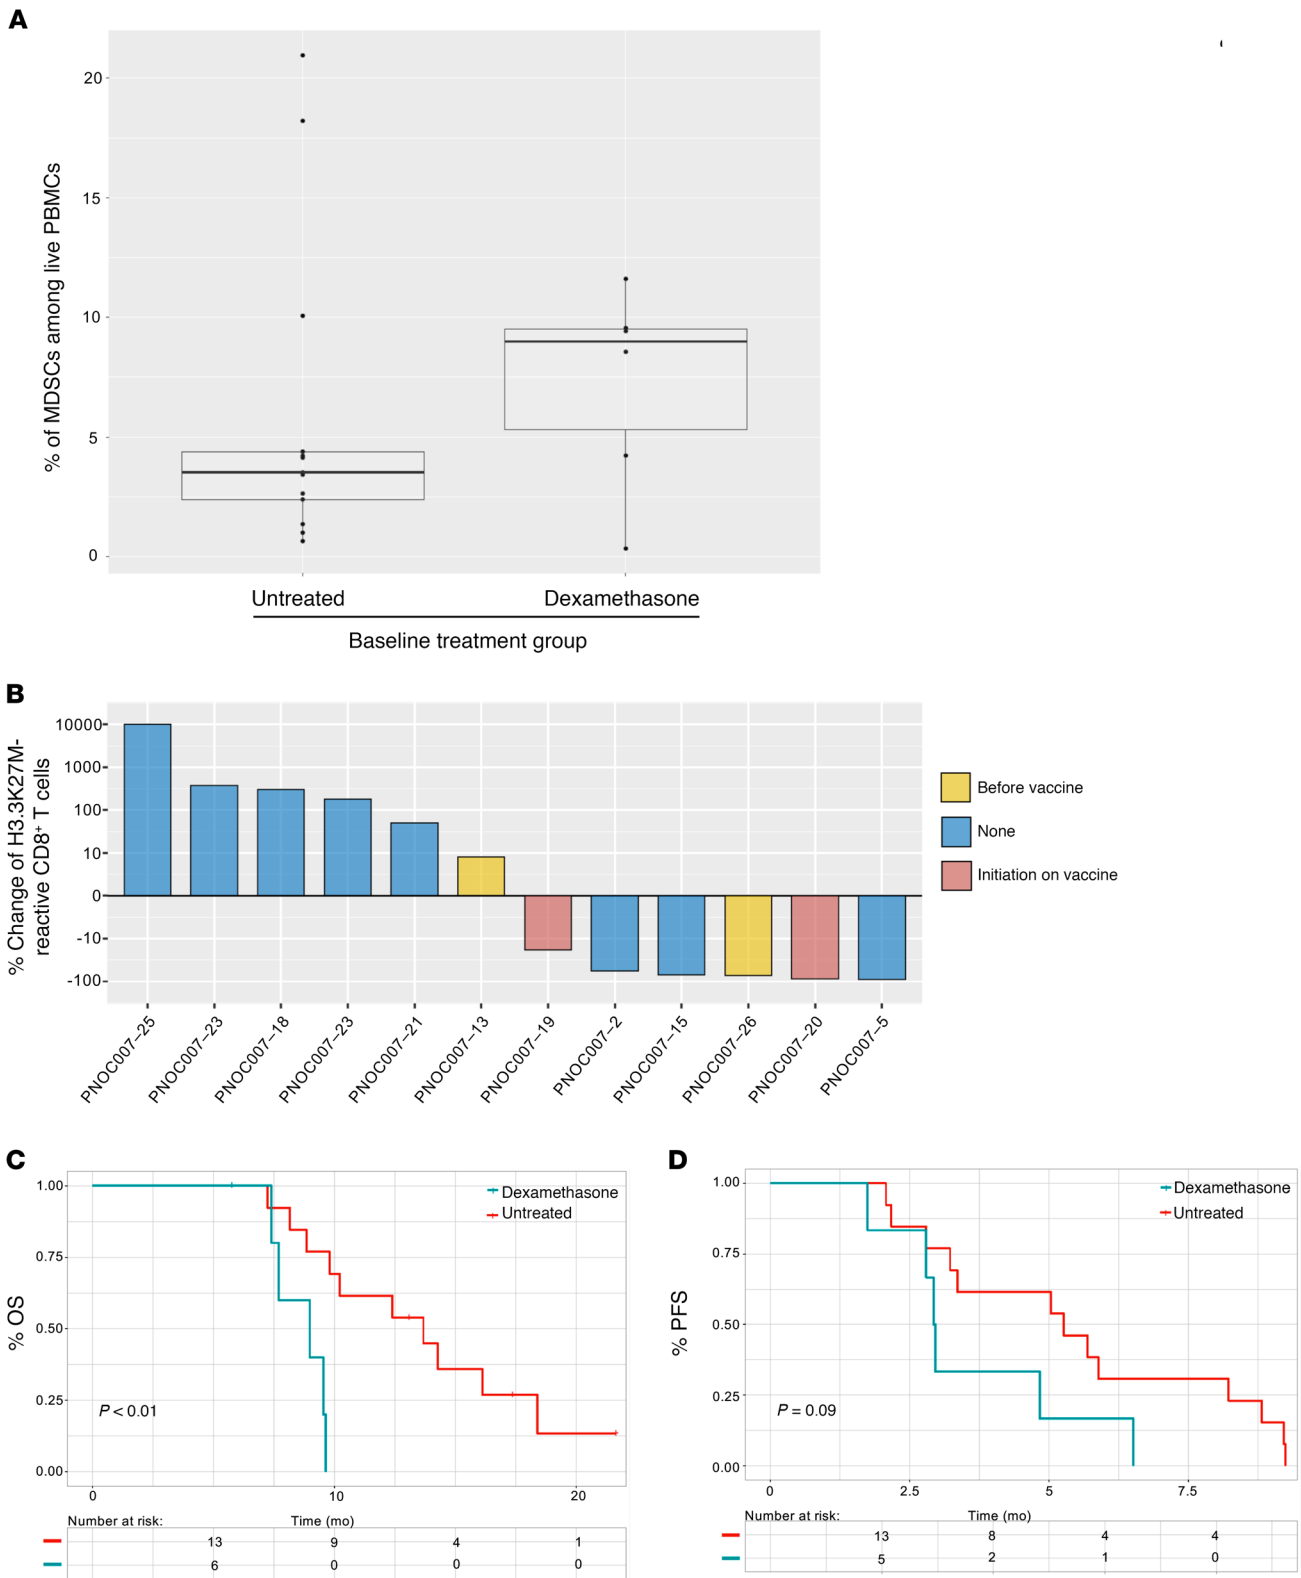 A
% of MDSCs among live PBMCs
20
15
10
5
0
Untreated Dexamethasone
Baseline treatment group
B
% Change of H3.3K27M-
reactive CD8+ T cells
10000
1000
100
10
0
-10
-100
PNOC007–25
PNOC007–23
PNOC007–18
PNOC007–23
PNOC007–21
PNOC007–13
PNOC007–19
PNOC007–2
PNOC007–15
PNOC007–26
PNOC007–20
PNOC007–5
Before vaccine
None
Initiation on vaccine
C
% OS
1.00
0.75
0.50
0.25
0.00
Dexamethasone
Untreated
P < 0.01
0 10 20
Number at risk: Time (mo)
13 9 4 1
6 0 0 0
D
% PFS
1.00
0.75
0.50
0.25
0.00
Dexamethasone
Untreated
P = 0.09
0 2.5 5 7.5
Number at risk: Time (mo)
13 8 4 4
5 2 1 0